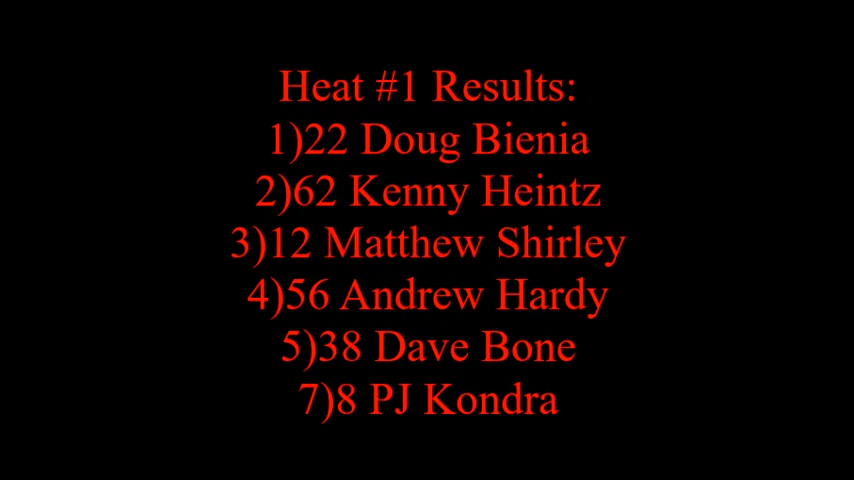 Heat #1 Results:
1)22 Doug Bienia
2)62 Kenny Heintz
3)12 Matthew Shirley
4)56 Andrew Hardy
5)38 Dave Bone
7)8 PJ Kondra